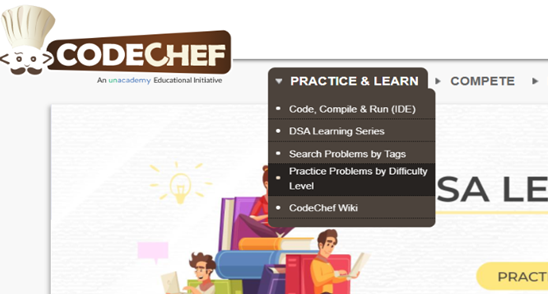 CODECHEF
An unacademy Educational Initiative
PRACTICE & LEARN
COMPETE
Code, Compile & Run (IDE)
DSA Learning Series
Search Problems by Tags
Practice Problems by Difficulty
Level
CodeChef Wiki
SA LE
PRACT